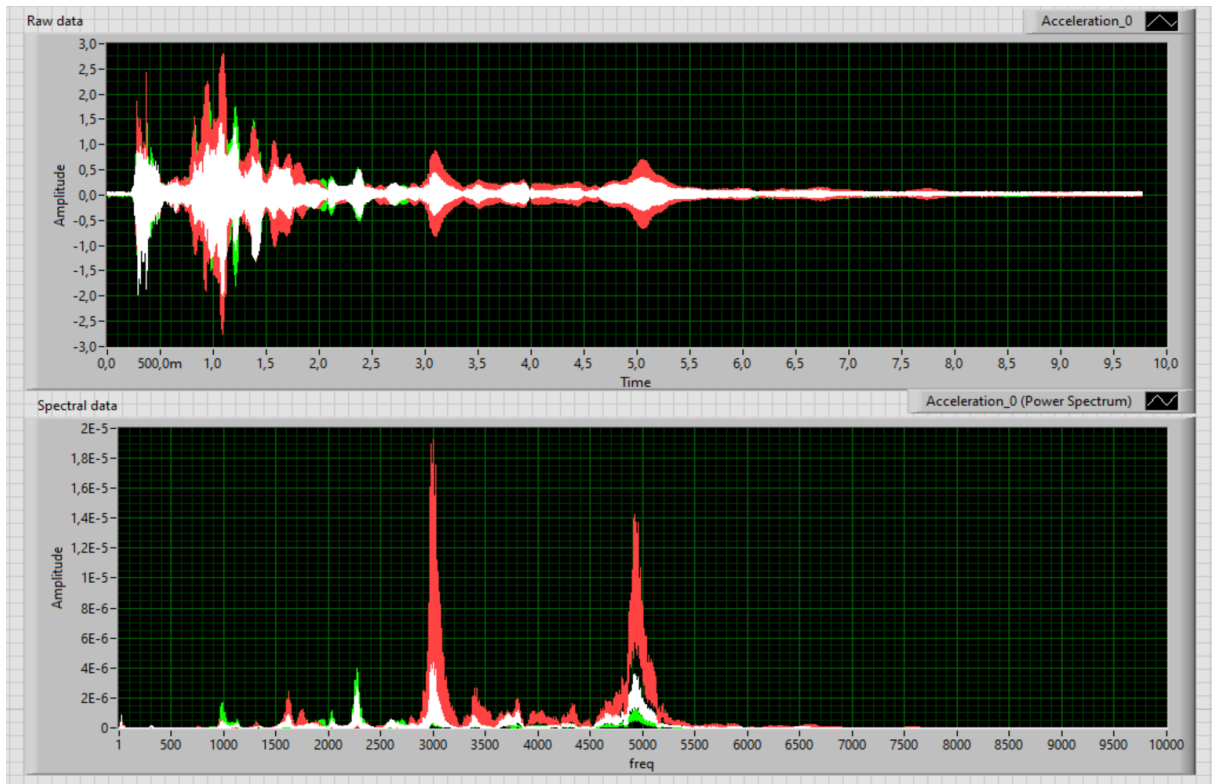 Raw data
Acceleration_0
3,0
2,5
2,0
1,5
1,0
0,5
0,0
-0,5
-1,0
-1,5
-2,0
-2,5
-3,0
Amplitude
0,0 500,0m 1,0 1,5 2,0 2,5 3,0 3,5 4,0 4,5 5,0 5,5 6,0 6,5 7,0 7,5 8,0 8,5 9,0 9,5 10,0
Time
Spectral data
Acceleration_0 (Power Spectrum)
2E-5
1,8E-5
1,6E-5
1,4E-5
1,2E-5
1E-5
8E-6
6E-6
4E-6
2E-6
0
Amplitude
1 500 1000 1500 2000 2500 3000 3500 4000 4500 5000 5500 6000 6500 7000 7500 8000 8500 9000 9500 10000
freq